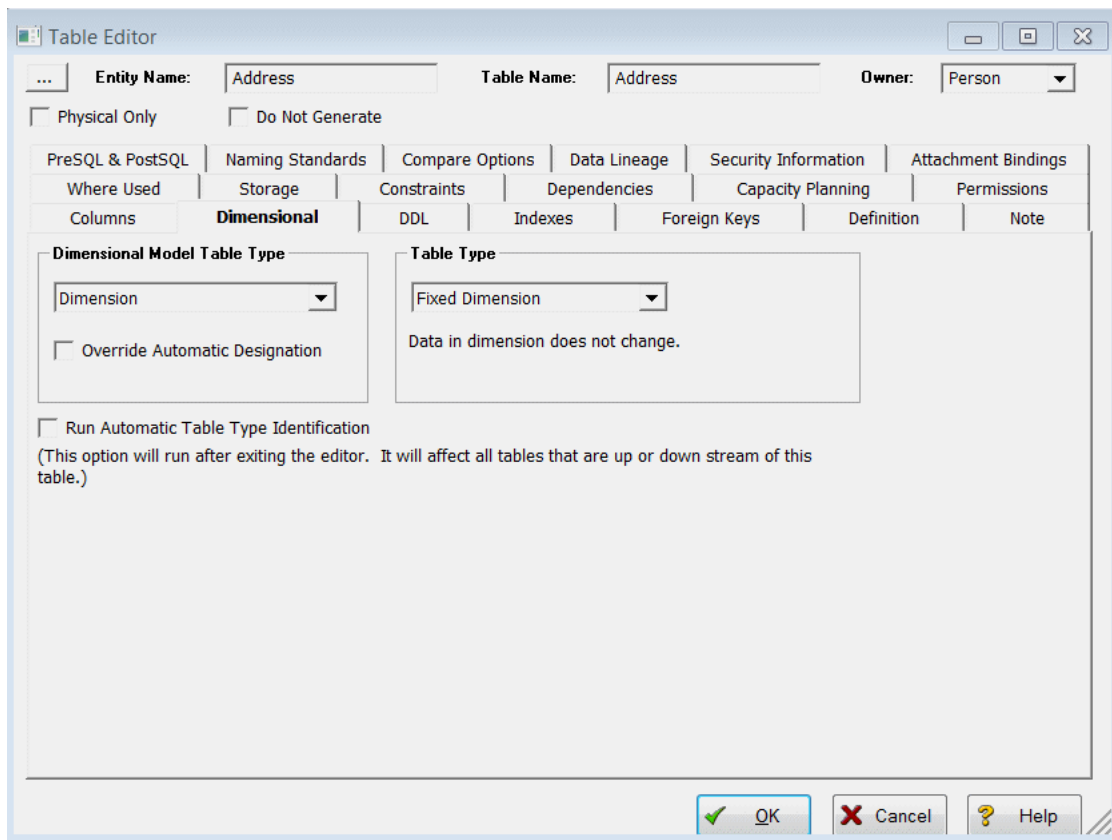 Table Editor
... Entity Name: Address Table Name: Address Owner: Person
Physical Only Do Not Generate
PreSQL & PostSQL Naming Standards Compare Options Data Lineage Security Information Attachment Bindings
Where Used Storage Constraints Dependencies Capacity Planning Permissions
Columns Dimensional DDL Indexes Foreign Keys Definition Note
Dimensional Model Table Type Table Type
Dimension Fixed Dimension
Data in dimension does not change.
Override Automatic Designation
Run Automatic Table Type Identification
(This option will run after exiting the editor. It will affect all tables that are up or down stream of this
table.)
OK Cancel Help